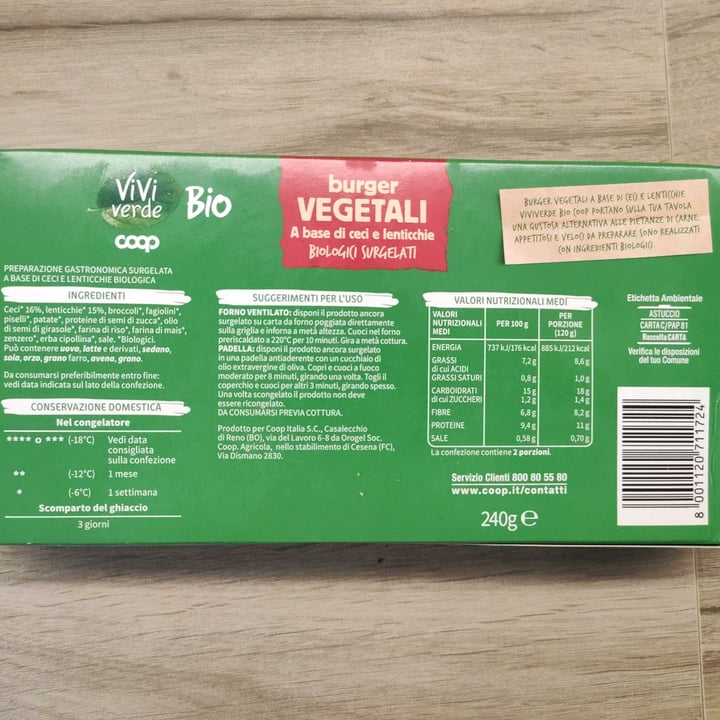 ViVi
verde
Bio
coop
burger
VEGETALI
A base di ceci e lenticchie
BIOLOGICI SURGELATI
BURGER VEGETALI A BASE DI CECI E LENTICCHIE
VIVIVERDE BIO COOP PORTANO SULLA TUA TAVOLA
UNA GUSTOSA ALTERNATIVA ALLE PIETANZE DI CARNE.
APPETITOSI E VELOCI DA PREPARARE SONO REALIZZATI
CON INGREDIENTI BIOLOGICI.
PREPARAZIONE GASTRONOMICA SURGELATA
A BASE DI CECI E LENTICCHIE BIOLOGICA
INGREDIENTI
Ceci* 16%, lenticchie* 15%, broccoli*, fagiolini*,
piselli*, patate*, proteine di semi di zucca*, olio
di semi di girasole*, farina di riso*, farina di mais*,
zenzero*, erba cipollina*, sale. *Biologici.
Può contenere uova, latte e derivati, sedano,
soia, orzo, grano farro, avena, grano.
Da consumarsi preferibilmente entro fine:
vedi data indicata sul lato della confezione.
CONSERVAZIONE DOMESTICA
Nel congelatore
**** o *** (-18°C) Vedi data
consigliata
sulla confezione
** (-12°C) 1 mese
* (-6°C) 1 settimana
Scomparto del ghiaccio
3 giorni
SUGGERIMENTI PER L'USO
FORNO VENTILATO: disponi il prodotto ancora
surgelato su carta da forno poggiata direttamente
sulla griglia e inforna a metà altezza. Cuoci nel forno
preriscaldato a 220°C per 10 minuti. Gira a metà cottura.
PADELLA: disponi il prodotto ancora surgelato
in una padella antiaderente con un cucchiaio di
olio extravergine di oliva. Copri e cuoci a fuoco
moderato per 8 minuti, girando una volta. Togli il
coperchio e cuoci per altri 3 minuti, girando spesso.
Una volta scongelato il prodotto non deve
essere ricongelato.
DA CONSUMARSI PREVIA COTTURA.
Prodotto per Coop Italia S.C., Casalecchio
di Reno (BO), via del Lavoro 6-8 da Orogel Soc.
Coop. Agricola, nello stabilimento di Cesena (FC),
Via Dismano 2830.
VALORI NUTRIZIONALI MEDI
VALORI NUTRIZIONALI MEDI PER 100 g PER PORZIONE (120 g)
ENERGIA 737 kJ/176 kcal 885 kJ/212 kcal
GRASSI 7,2 g 8,6 g
di cui ACIDI
GRASSI SATURI 0,8 g 1,0 g
CARBOIDRATI 15 g 18 g
di cui ZUCCHERI 1,2 g 1,4 g
FIBRE 6,8 g 8,2 g
PROTEINE 9,4 g 11 g
SALE 0,58 g 0,70 g
La confezione contiene 2 porzioni.
Servizio Clienti 800 80 55 80
www.coop.it/contatti
240g e
Etichetta Ambientale
ASTUCCIO
CARTA C/PAP 81
Raccolta CARTA
Verifica le disposizioni
del tuo Comune
8 001120 711724